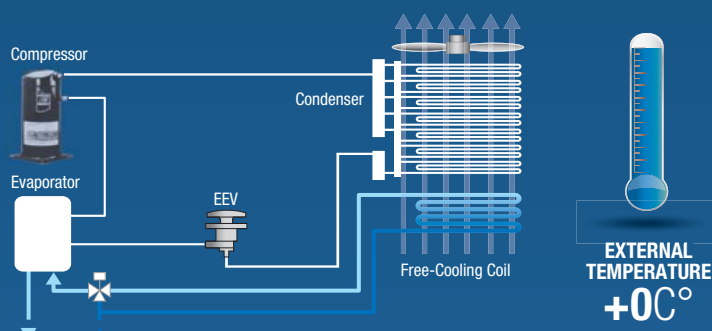 Compressor
Condenser
Evaporator
EEV
Free-Cooling Coil
EXTERNAL
TEMPERATURE
+0C°